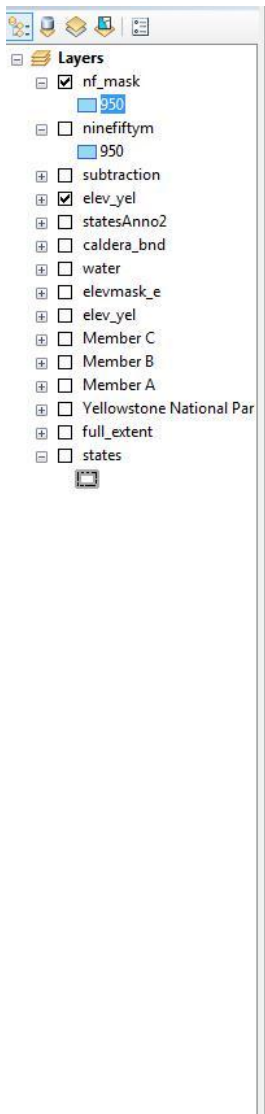 Layers
nf_mask
950
ninefiftym
950
subtraction
elev_yel
statesAnno2
caldera_bnd
water
elevmask_e
elev_yel
Member C
Member B
Member A
Yellowstone National Par
full_extent
states